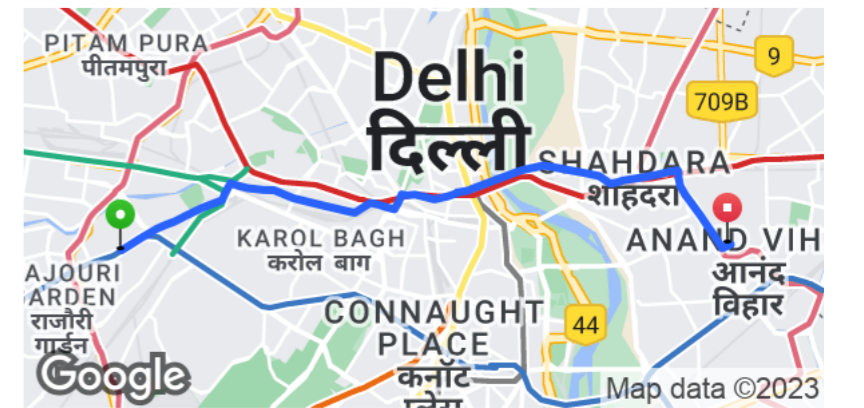 PITAM PURA
पीतमपुरा
Delhi
दिल्ली
9
709B
SHAHDARA
शाहदरा
KAROL BAGH
करोल बाग
ANAND VIH
आनंद
विहार
AJOURI
ARDEN
राजौरी
गार्डन
CONNAUGHT
PLACE
कनॉट
प्लेस
44
Google
Map data ©2023